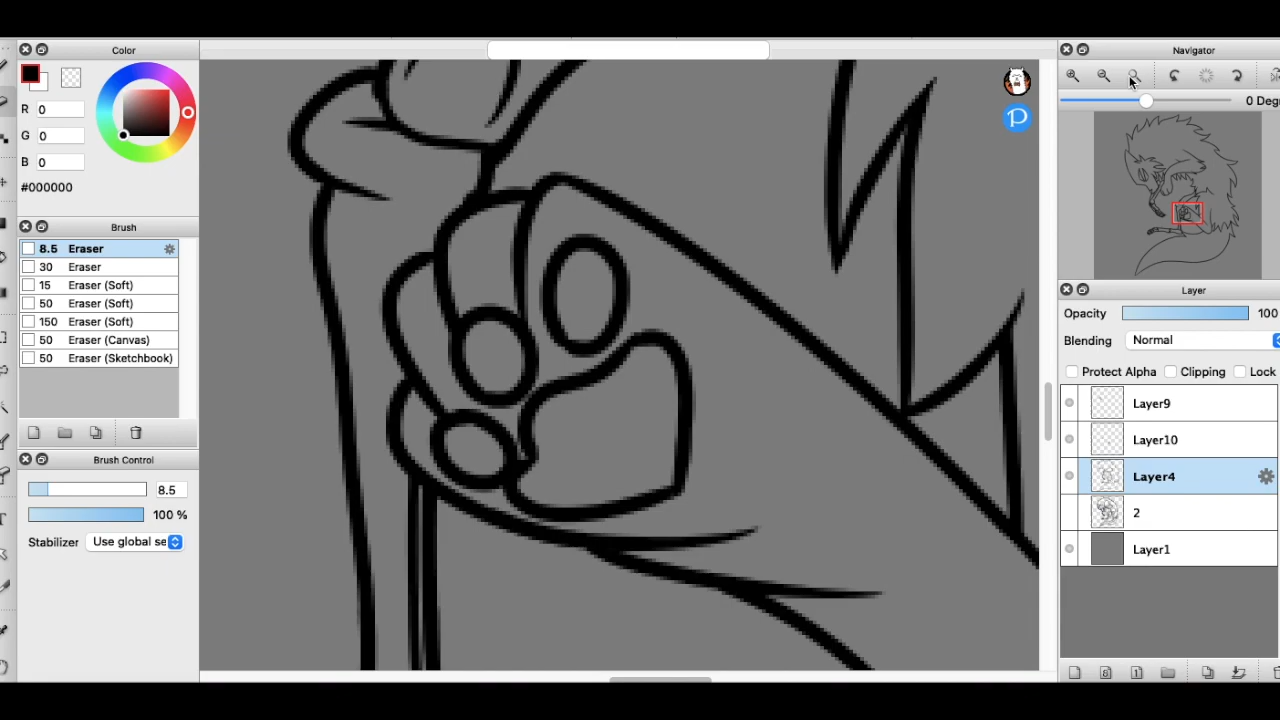 Color
R 0
G 0
B 0
#000000
Brush
8.5 Eraser
30 Eraser
15 Eraser (Soft)
50 Eraser (Soft)
150 Eraser (Soft)
50 Eraser (Canvas)
50 Eraser (Sketchbook)
Brush Control
8.5
100 %
Stabilizer Use global se
Navigator
0 Degr
Layer
Opacity 100
Blending Normal
Protect Alpha Clipping Lock
Layer9
Layer10
Layer4
2
Layer1